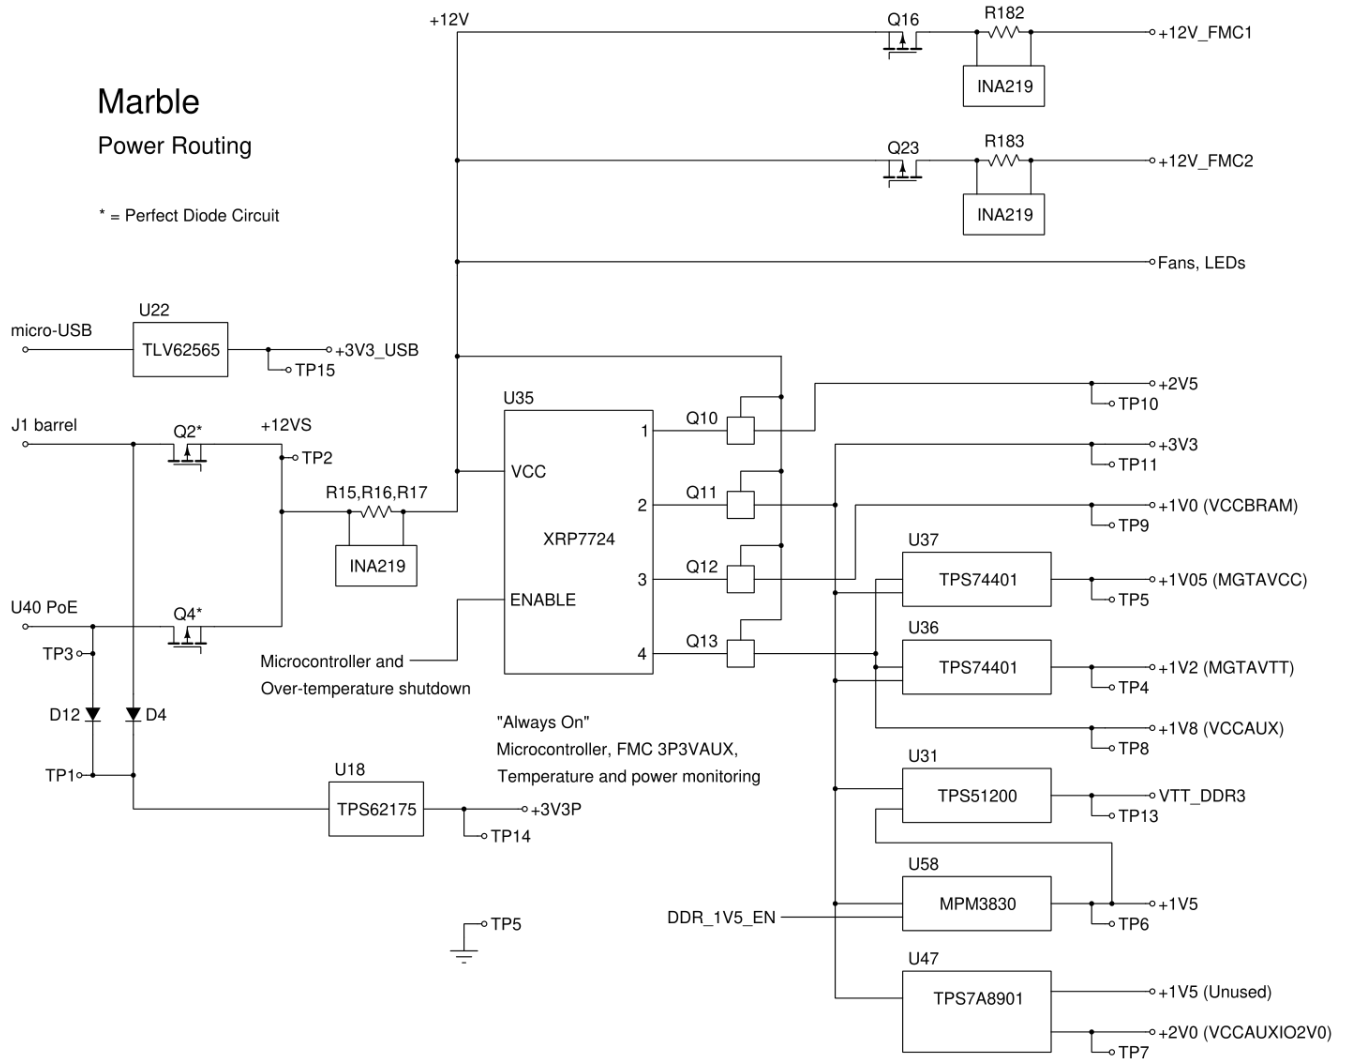 +12V
Q16
R182
+12V_FMC1
INA219
Marble
Power Routing
Q23
R183
+12V_FMC2
INA219
* = Perfect Diode Circuit
Fans, LEDs
U22
micro-USB
TLV62565
+3V3_USB
TP15
U35
Q10
1
+2V5
TP10
J1 barrel
Q2*
+12VS
TP2
VCC
+3V3
TP11
R15,R16,R17
INA219
XRP7724
2
Q11
+1V0 (VCCBRAM)
TP9
U37
TPS74401
+1V05 (MGTAVCC)
TP5
3
Q12
ENABLE
U40 PoE
Q4*
TP3
Microcontroller and
Over-temperature shutdown
4
Q13
U36
TPS74401
+1V2 (MGTAVTT)
TP4
D12
D4
"Always On"
Microcontroller, FMC 3P3VAUX,
Temperature and power monitoring
+1V8 (VCCAUX)
TP8
TP1
U18
TPS62175
+3V3P
TP14
U31
TPS51200
VTT_DDR3
TP13
U58
MPM3830
DDR_1V5_EN
+1V5
TP6
TP5
U47
TPS7A8901
+1V5 (Unused)
+2V0 (VCCAUXIO2V0)
TP7